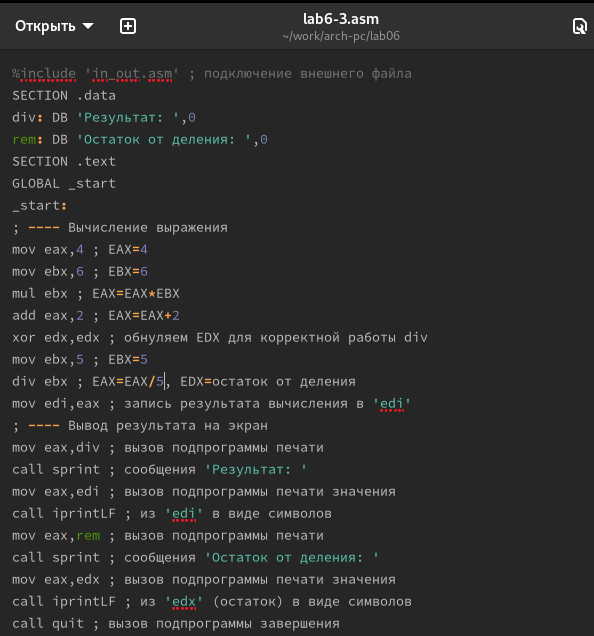 Открыть
lab6-3.asm
~/work/arch-pc/lab06
%include 'in_out.asm' ; подключение внешнего файла
SECTION .data
div: DB 'Результат: ',0
rem: DB 'Остаток от деления: ',0
SECTION .text
GLOBAL _start
_start:
; ---- Вычисление выражения
mov eax,4 ; EAX=4
mov ebx,6 ; EBX=6
mul ebx ; EAX=EAX*EBX
add eax,2 ; EAX=EAX+2
xor edx,edx ; обнуляем EDX для корректной работы div
mov ebx,5 ; EBX=5
div ebx ; EAX=EAX/5, EDX=остаток от деления
mov edi,eax ; запись результата вычисления в 'edi'
; ---- Вывод результата на экран
mov eax,div ; вызов подпрограммы печати
call sprint ; сообщения 'Результат: '
mov eax,edi ; вызов подпрограммы печати значения
call iprintLF ; из 'edi' в виде символов
mov eax,rem ; вызов подпрограммы печати
call sprint ; сообщения 'Остаток от деления: '
mov eax,edx ; вызов подпрограммы печати значения
call iprintLF ; из 'edx' (остаток) в виде символов
call quit ; вызов подпрограммы завершения